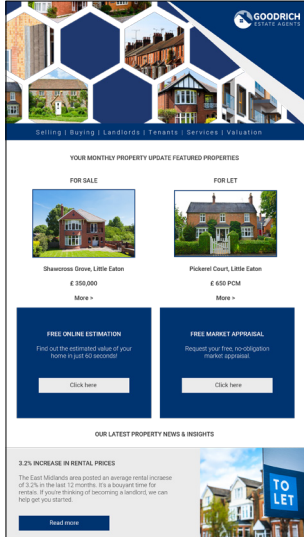 GOODRICH
ESTATE AGENTS
Selling | Buying | Landlords | Tenants | Services | Valuation
YOUR MONTHLY PROPERTY UPDATE FEATURED PROPERTIES
FOR SALE
FOR LET
Shawcross Grove, Little Eaton
Pickerel Court, Little Eaton
£ 350,000
£ 650 PCM
More >
More >
FREE ONLINE ESTIMATION
Find out the estimated value of your
home in just 60 seconds!
Click here
FREE MARKET APPRAISAL
Request your free, no-obligation
market appraisal.
Click here
OUR LATEST PROPERTY NEWS & INSIGHTS
3.2% INCREASE IN RENTAL PRICES
The East Midlands area posted an average rental incraese
of 3.2% in the last 12 months. It's a bouyant time for
rentals. If you're thinking of becoming a landlord, we can
help get you started.
Read more
TO
LET